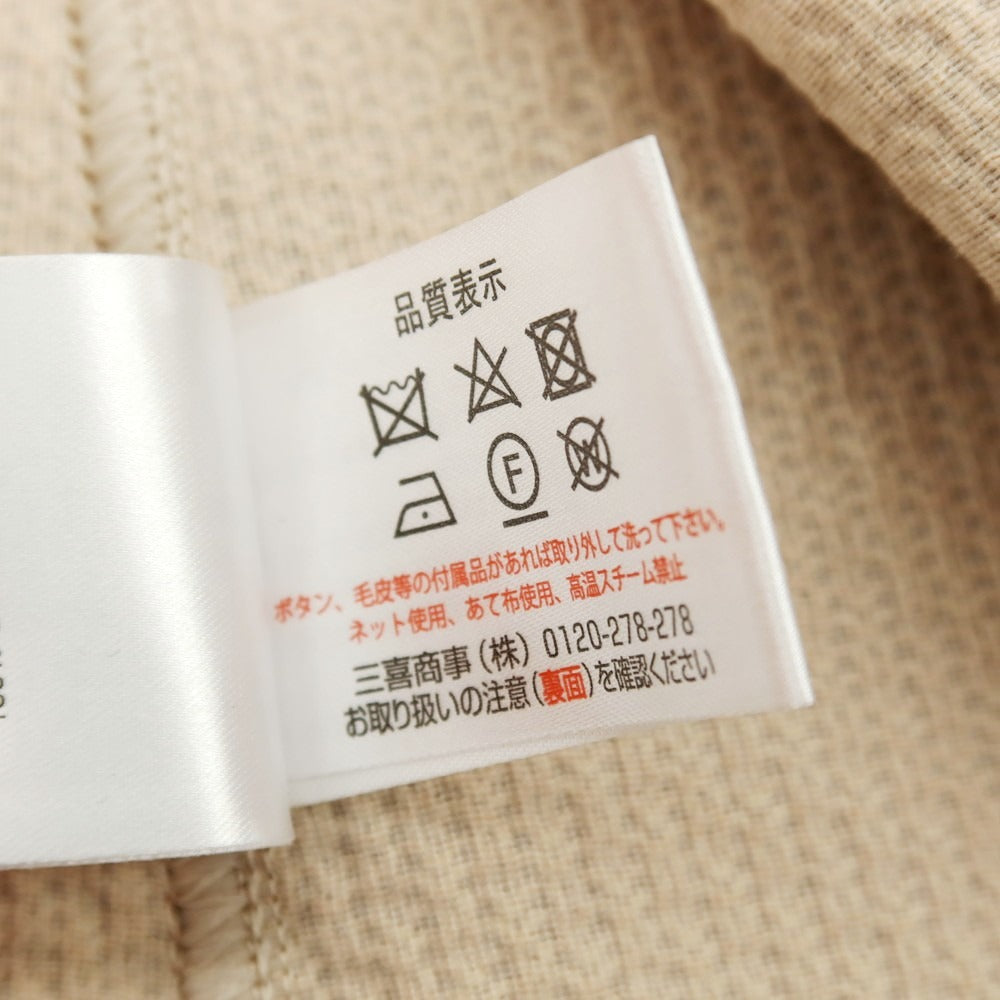 品質表示
F
W
ボタン、毛皮等の付属品があれば取り外して洗って下さい。
ネット使用、あて布使用、高温スチーム禁止
三喜商事（株）0120-278-278
お取り扱いの注意（裏面）を確認ください